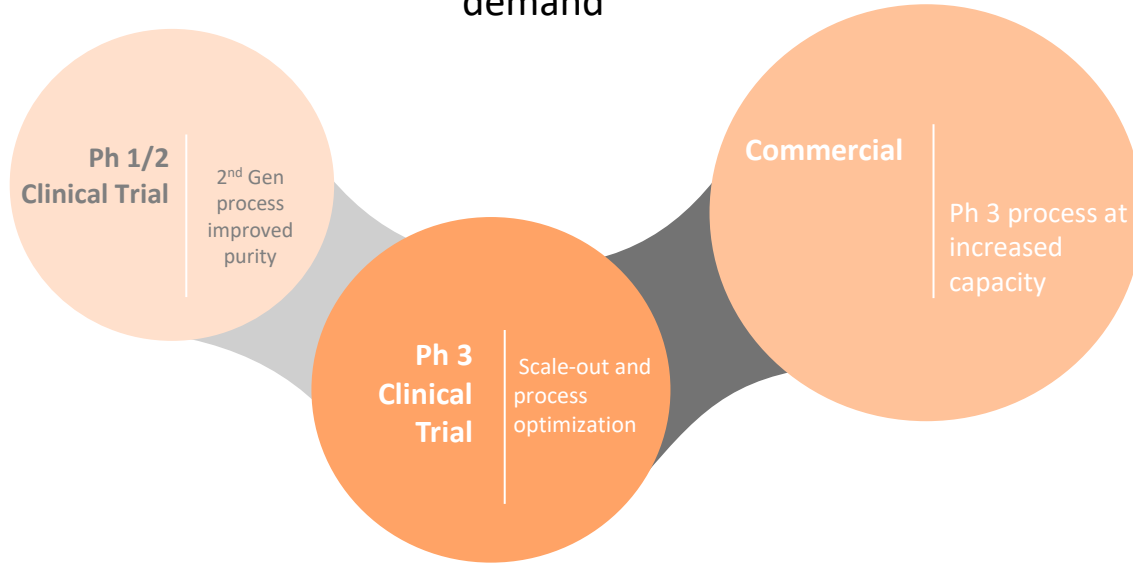 demand
Ph 1/2
Clinical Trial
2nd Gen
process
improved
purity
Ph 3
Clinical
Trial
Scale-out and
process
optimization
Commercial
Ph 3 process at
increased
capacity